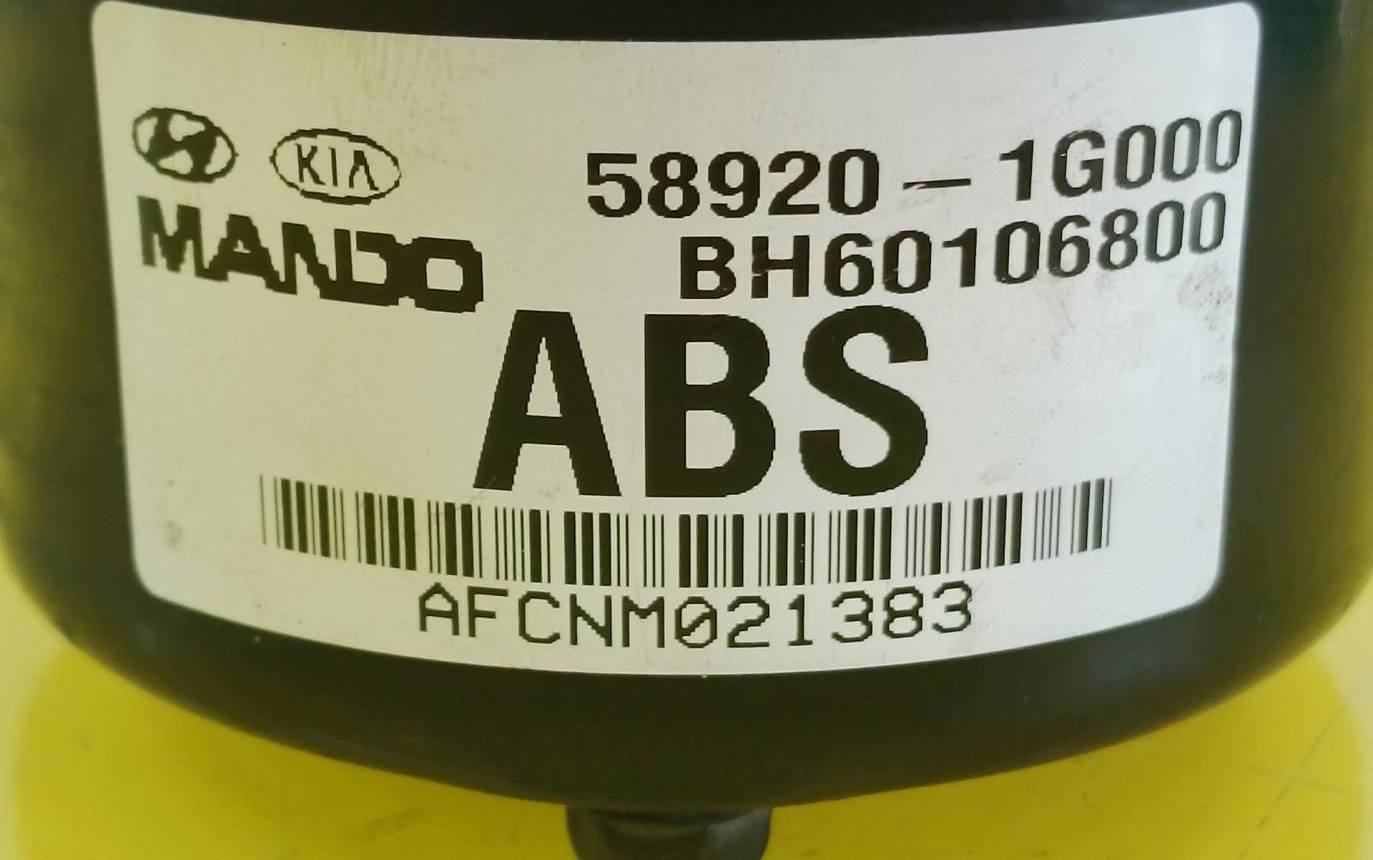 KIA
58920-1G000
MANDO
BH60106800
ABS
AFCNM021383